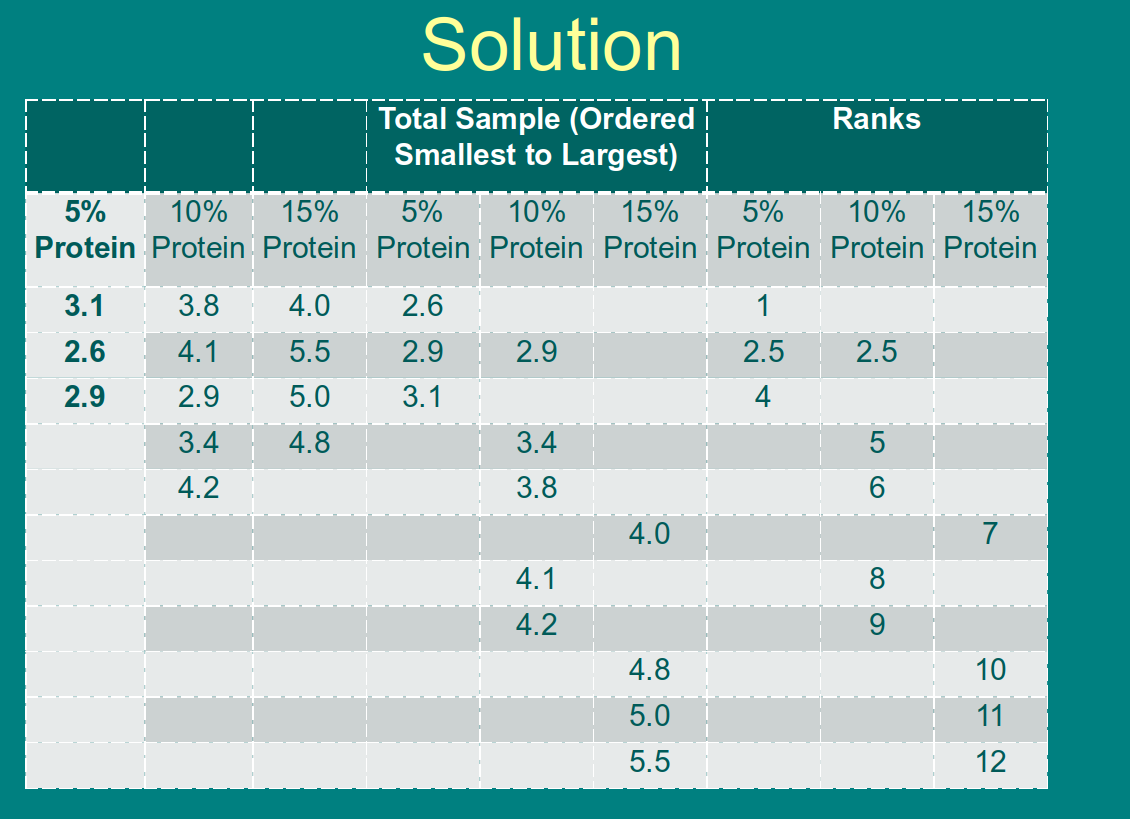 Solution
Total Sample (Ordered Smallest to Largest) Ranks
5% Protein 10% Protein 15% Protein 5% Protein 10% Protein 15% Protein 5% Protein 10% Protein 15% Protein
3.1 3.8 4.0 2.6 1
2.6 4.1 5.5 2.9 2.9 2.5 2.5
2.9 2.9 5.0 3.1 4
3.4 4.8 3.4 5
4.2 3.8 6
4.0 7
4.1 8
4.2 9
4.8 10
5.0 11
5.5 12